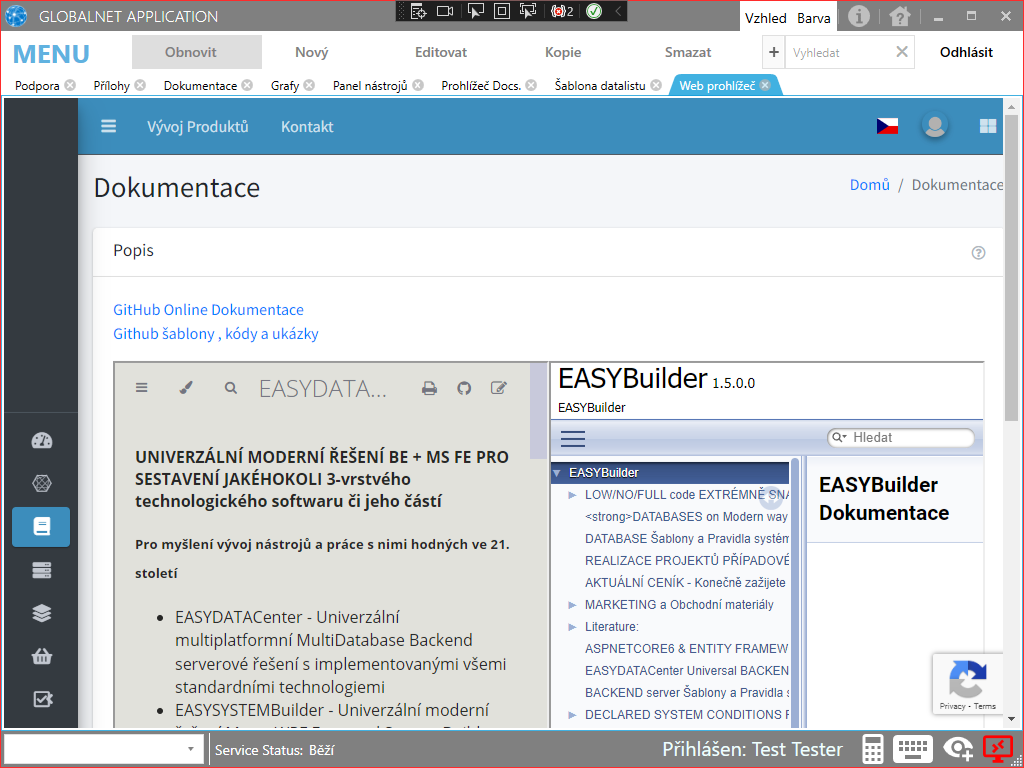 GLOBALNET APPLICATION
2
Vzhled Barva
MENU
Obnovit Nový Editovat Kopie Smazat + Vyhledat Odhlásit
Podpora Přílohy Dokumentace Grafy Panel nástrojů Prohlížeč Docs. Šablona datalistu Web prohlížeč
Vývoj Produktů Kontakt
Dokumentace
Domů / Dokumentace
Popis
GitHub Online Dokumentace
Github šablony , kódy a ukázky
EASYDATA...
UNIVERZÁLNÍ MODERNÍ ŘEŠENÍ BE + MS FE PRO
SESTAVENÍ JAKÉHOKOLI 3-vrstvého
technologického softwaru či jeho částí
Pro myšlení vývoj nástrojů a práce s nimi hodných ve 21.
století
• EASYDATACenter - Univerzální
multiplatformní MultiDatabase Backend
serverové řešení s implementovanými všemi
standardními technologiemi
• EASYSYSTEMBuilder - Univerzální moderní
EASYBuilder 1.5.0.0
EASYBuilder
Hledat
EASYBuilder
LOW/NO/FULL code EXTRÉMNĚ SNA
<strong>DATABASES on Modern way
DATABASE Šablony a Pravidla systém
REALIZACE PROJEKTŮ PŘÍPADOVÉ
AKTUÁLNÍ CENÍK - Konečně zažijete
MARKETING a Obchodní materiály
Literature:
ASPNETCORE6 & ENTITY FRAMEW
EASYDATACenter Universal BACKEN
BACKEND server Šablony a Pravidla s
DECLARED SYSTEM CONDITIONS F
EASYBuilder
Dokumentace
Privacy - Terms
Service Status: Běží
Přihlášen: Test Tester